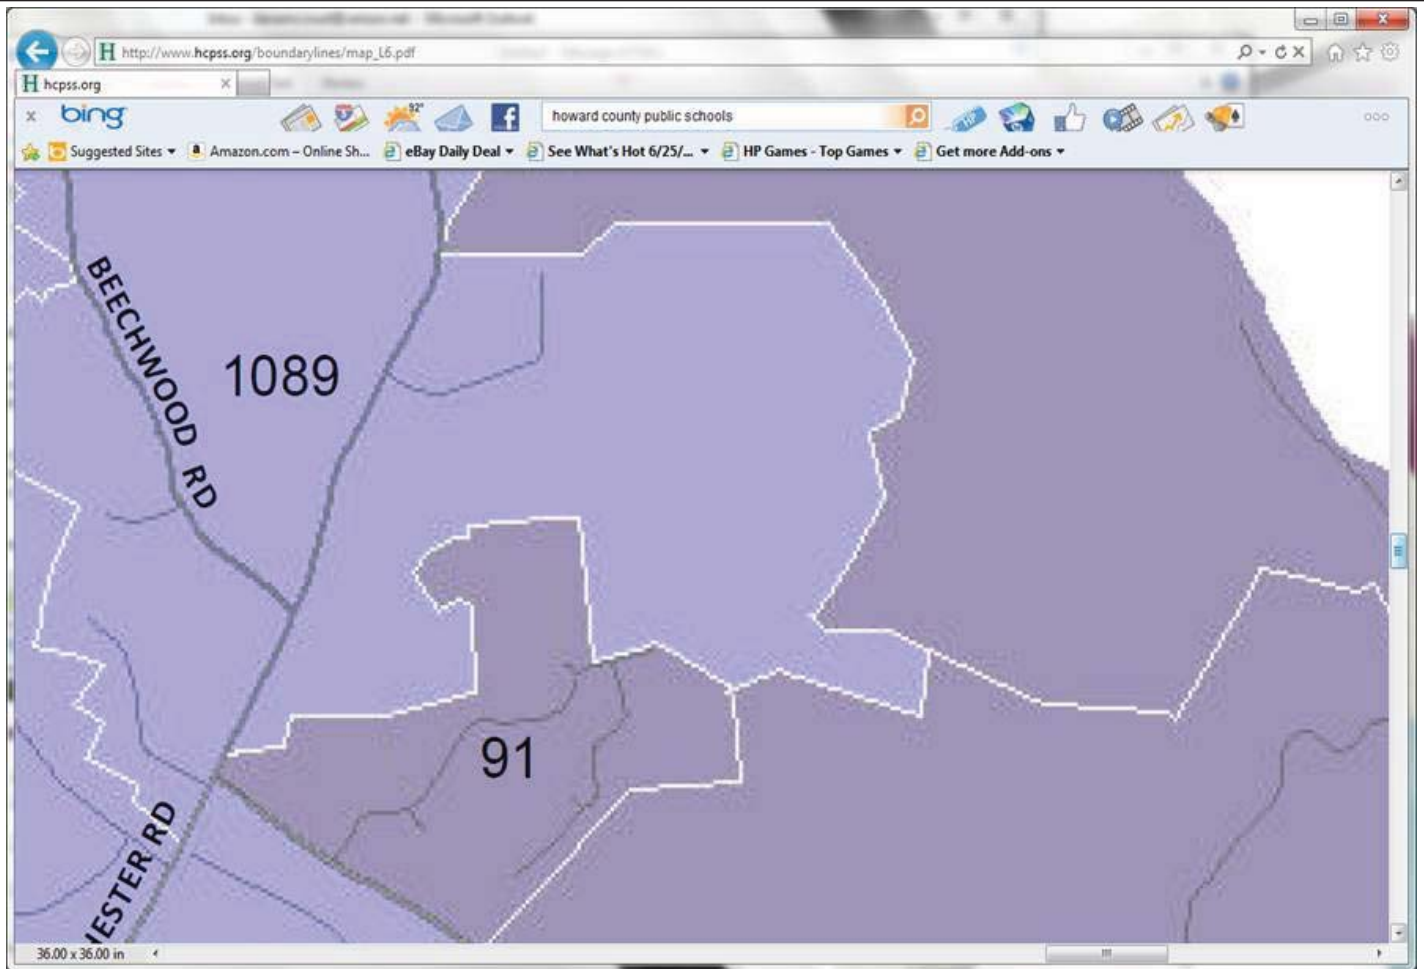 http://www.hcpss.org/boundarylines/map_L6.pdf
hcpss.org
bing
92°
howard county public schools
Suggested Sites
Amazon.com – Online Sh...
eBay Daily Deal
See What's Hot 6/25/...
HP Games - Top Games
Get more Add-ons
BEECHWOOD RD
1089
91
HESTER RD
36.00 x 36.00 in